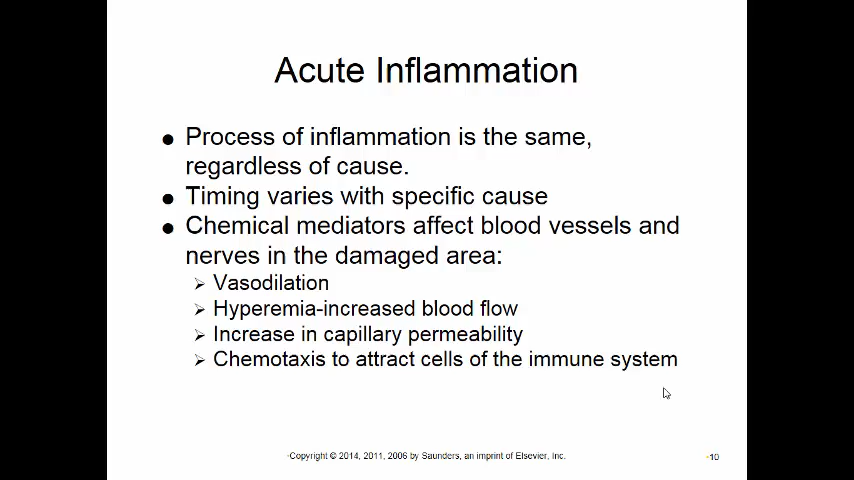 Acute Inflammation
● Process of inflammation is the same,
regardless of cause.
● Timing varies with specific cause
● Chemical mediators affect blood vessels and
nerves in the damaged area:
➢ Vasodilation
➢ Hyperemia-increased blood flow
➢ Increase in capillary permeability
➢ Chemotaxis to attract cells of the immune system
•Copyright © 2014, 2011, 2006 by Saunders, an imprint of Elsevier, Inc.
•10